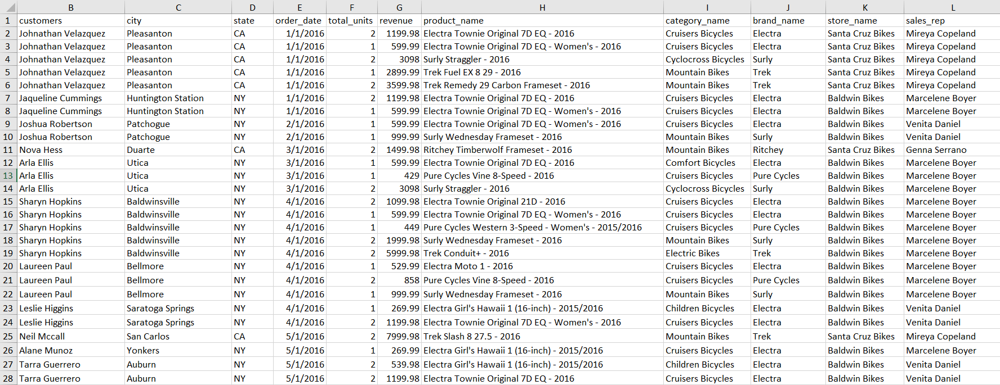 B C D E F G H I J K L
1 customers city state order_date total_units revenue product_name category_name brand_name store_name sales_rep
2 Johnathan Velazquez Pleasanton CA 1/1/2016 2 1199.98 Electra Townie Original 7D EQ - 2016 Cruisers Bicycles Electra Santa Cruz Bikes Mireya Copeland
3 Johnathan Velazquez Pleasanton CA 1/1/2016 1 599.99 Electra Townie Original 7D EQ - Women's - 2016 Cruisers Bicycles Electra Santa Cruz Bikes Mireya Copeland
4 Johnathan Velazquez Pleasanton CA 1/1/2016 2 3098 Surly Straggler - 2016 Cyclocross Bicycles Surly Santa Cruz Bikes Mireya Copeland
5 Johnathan Velazquez Pleasanton CA 1/1/2016 1 2899.99 Trek Fuel EX 8 29 - 2016 Mountain Bikes Trek Santa Cruz Bikes Mireya Copeland
6 Johnathan Velazquez Pleasanton CA 1/1/2016 2 3599.98 Trek Remedy 29 Carbon Frameset - 2016 Mountain Bikes Trek Santa Cruz Bikes Mireya Copeland
7 Jaqueline Cummings Huntington Station NY 1/1/2016 2 1199.98 Electra Townie Original 7D EQ - 2016 Cruisers Bicycles Electra Baldwin Bikes Marcelene Boyer
8 Jaqueline Cummings Huntington Station NY 1/1/2016 1 599.99 Electra Townie Original 7D EQ - Women's - 2016 Cruisers Bicycles Electra Baldwin Bikes Marcelene Boyer
9 Joshua Robertson Patchogue NY 2/1/2016 1 599.99 Electra Townie Original 7D EQ - Women's - 2016 Cruisers Bicycles Electra Baldwin Bikes Venita Daniel
10 Joshua Robertson Patchogue NY 2/1/2016 1 999.99 Surly Wednesday Frameset - 2016 Mountain Bikes Surly Baldwin Bikes Venita Daniel
11 Nova Hess Duarte CA 3/1/2016 2 1499.98 Ritchey Timberwolf Frameset - 2016 Mountain Bikes Ritchey Santa Cruz Bikes Genna Serrano
12 Arla Ellis Utica NY 3/1/2016 1 599.99 Electra Townie Original 7D EQ - 2016 Comfort Bicycles Electra Baldwin Bikes Marcelene Boyer
13 Arla Ellis Utica NY 3/1/2016 1 429 Pure Cycles Vine 8-Speed - 2016 Cruisers Bicycles Pure Cycles Baldwin Bikes Marcelene Boyer
14 Arla Ellis Utica NY 3/1/2016 2 3098 Surly Straggler - 2016 Cyclocross Bicycles Surly Baldwin Bikes Marcelene Boyer
15 Sharyn Hopkins Baldwinsville NY 4/1/2016 2 1099.98 Electra Townie Original 21D - 2016 Cruisers Bicycles Electra Baldwin Bikes Marcelene Boyer
16 Sharyn Hopkins Baldwinsville NY 4/1/2016 1 599.99 Electra Townie Original 7D EQ - Women's - 2016 Cruisers Bicycles Electra Baldwin Bikes Marcelene Boyer
17 Sharyn Hopkins Baldwinsville NY 4/1/2016 1 449 Pure Cycles Western 3-Speed - Women's - 2015/2016 Cruisers Bicycles Pure Cycles Baldwin Bikes Marcelene Boyer
18 Sharyn Hopkins Baldwinsville NY 4/1/2016 2 1999.98 Surly Wednesday Frameset - 2016 Mountain Bikes Surly Baldwin Bikes Marcelene Boyer
19 Sharyn Hopkins Baldwinsville NY 4/1/2016 2 5999.98 Trek Conduit+ - 2016 Electric Bikes Trek Baldwin Bikes Marcelene Boyer
20 Laureen Paul Bellmore NY 4/1/2016 1 529.99 Electra Moto 1 - 2016 Cruisers Bicycles Electra Baldwin Bikes Marcelene Boyer
21 Laureen Paul Bellmore NY 4/1/2016 2 858 Pure Cycles Vine 8-Speed - 2016 Cruisers Bicycles Pure Cycles Baldwin Bikes Marcelene Boyer
22 Laureen Paul Bellmore NY 4/1/2016 1 999.99 Surly Wednesday Frameset - 2016 Mountain Bikes Surly Baldwin Bikes Marcelene Boyer
23 Leslie Higgins Saratoga Springs NY 4/1/2016 1 269.99 Electra Girl's Hawaii 1 (16-inch) - 2015/2016 Children Bicycles Electra Baldwin Bikes Venita Daniel
24 Leslie Higgins Saratoga Springs NY 4/1/2016 2 1199.98 Electra Townie Original 7D EQ - Women's - 2016 Cruisers Bicycles Electra Baldwin Bikes Venita Daniel
25 Neil Mccall San Carlos CA 5/1/2016 2 7999.98 Trek Slash 8 27.5 - 2016 Mountain Bikes Trek Santa Cruz Bikes Mireya Copeland
26 Alane Munoz Yonkers NY 5/1/2016 1 269.99 Electra Girl's Hawaii 1 (16-inch) - 2015/2016 Cruisers Bicycles Electra Baldwin Bikes Marcelene Boyer
27 Tarra Guerrero Auburn NY 5/1/2016 2 539.98 Electra Girl's Hawaii 1 (16-inch) - 2015/2016 Children Bicycles Electra Baldwin Bikes Venita Daniel
28 Tarra Guerrero Auburn NY 5/1/2016 2 1199.98 Electra Townie Original 7D EQ - 2016 Cruisers Bicycles Electra Baldwin Bikes Venita Daniel